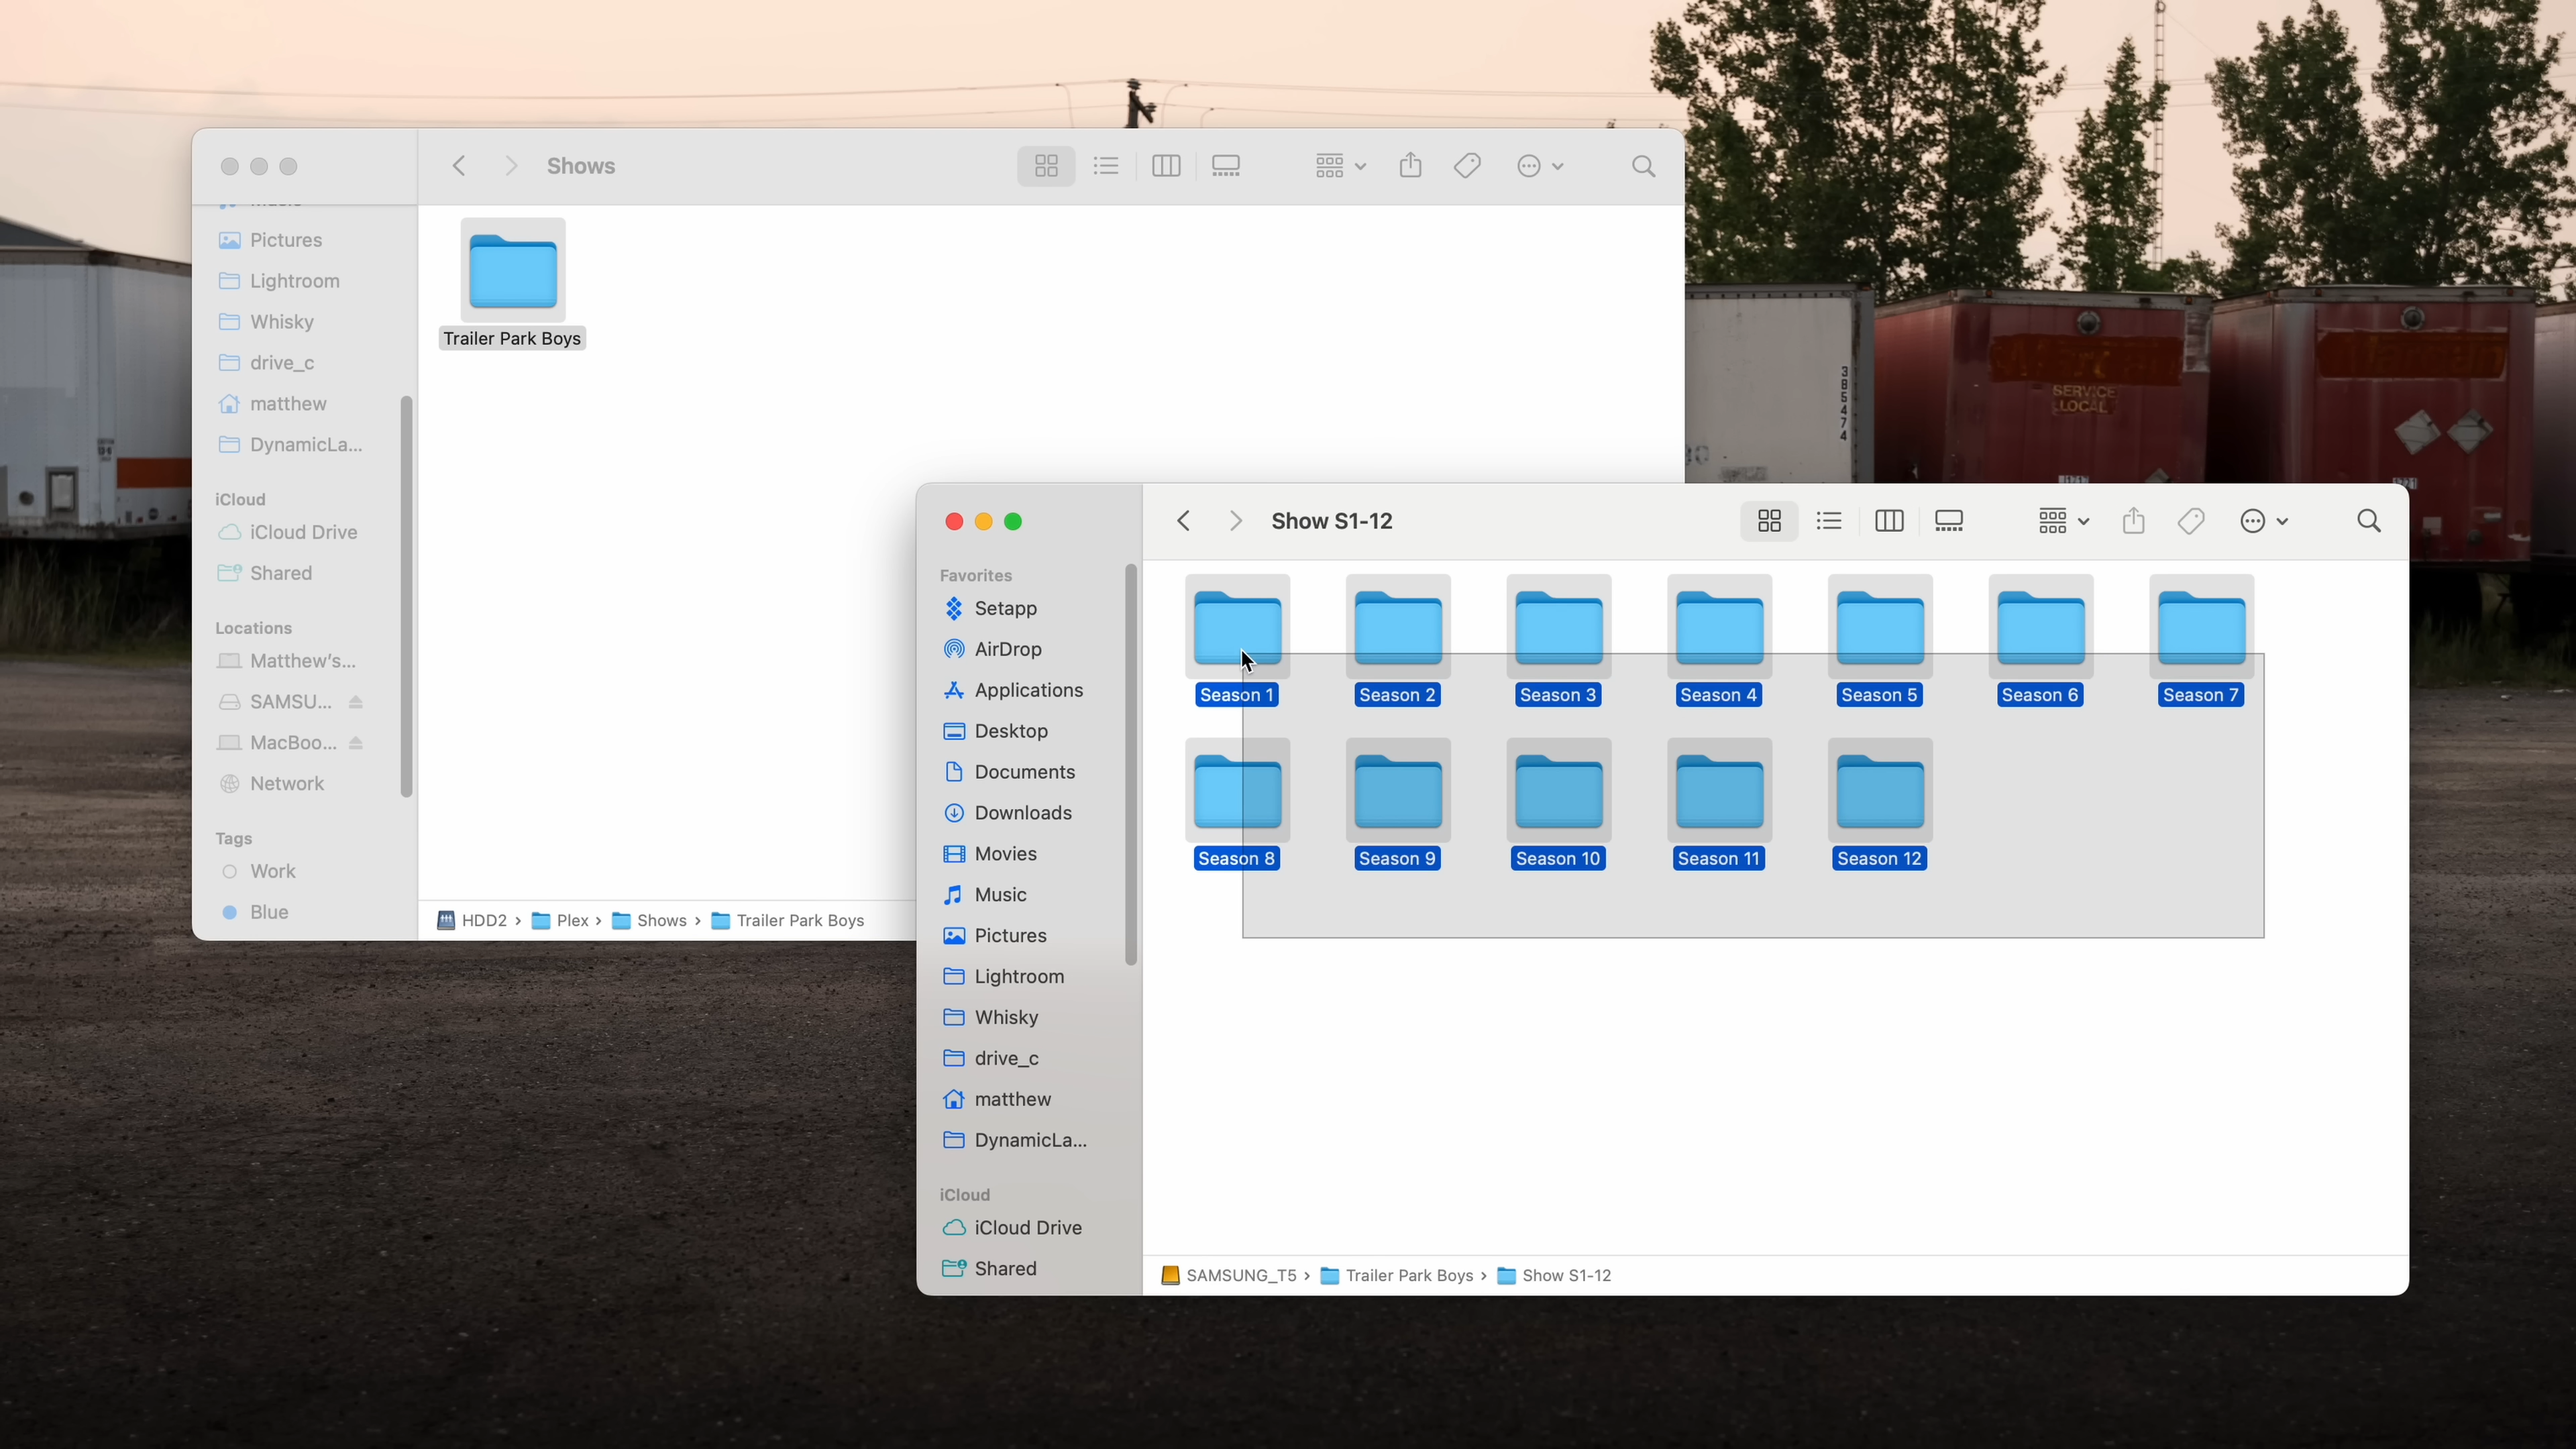 Shows
Pictures
Lightroom
Whisky
drive_c
matthew
DynamicLa...
iCloud
iCloud Drive
Shared
Locations
Matthew's...
SAMSU...
MacBoo...
Network
Tags
Work
Blue
Trailer Park Boys
HDD2 › Plex › Shows › Trailer Park Boys
Show S1-12
Favorites
Setapp
AirDrop
Applications
Desktop
Documents
Downloads
Movies
Music
Pictures
Lightroom
Whisky
drive_c
matthew
DynamicLa...
iCloud
iCloud Drive
Shared
Season 1 Season 2 Season 3 Season 4 Season 5 Season 6 Season 7
Season 8 Season 9 Season 10 Season 11 Season 12
SAMSUNG_T5 › Trailer Park Boys › Show S1-12
SERVICE
LOCAL
385474